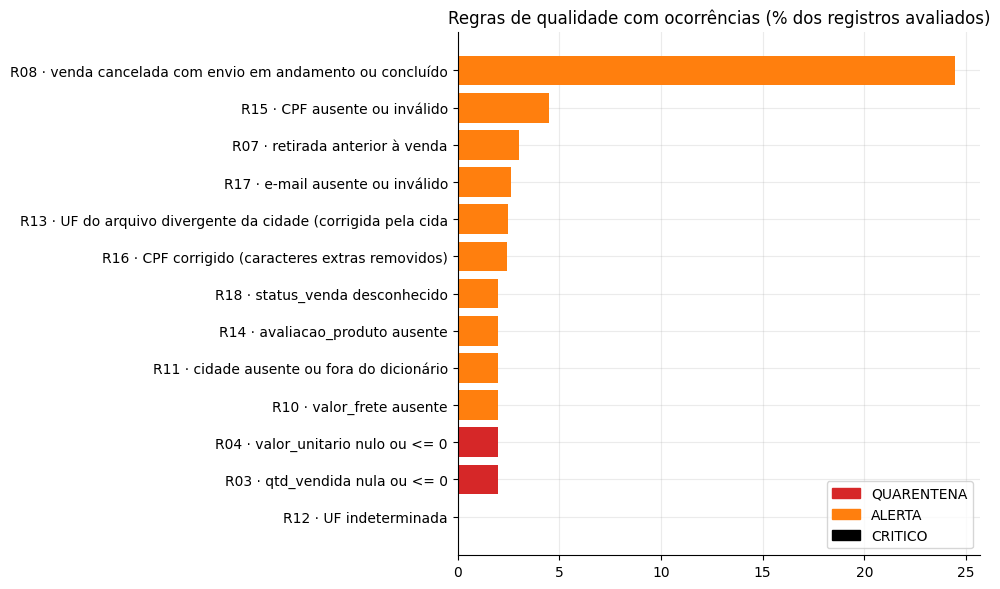 Regras de qualidade com ocorrências (% dos registros avaliados)
R08 · venda cancelada com envio em andamento ou concluído
R15 · CPF ausente ou inválido
R07 · retirada anterior à venda
R17 · e-mail ausente ou inválido
R13 · UF do arquivo divergente da cidade (corrigida pela cida
R16 · CPF corrigido (caracteres extras removidos)
R18 · status_venda desconhecido
R14 · avaliacao_produto ausente
R11 · cidade ausente ou fora do dicionário
R10 · valor_frete ausente
R04 · valor_unitario nulo ou <= 0
R03 · qtd_vendida nula ou <= 0
R12 · UF indeterminada
QUARENTENA
ALERTA
CRITICO
0 5 10 15 20 25